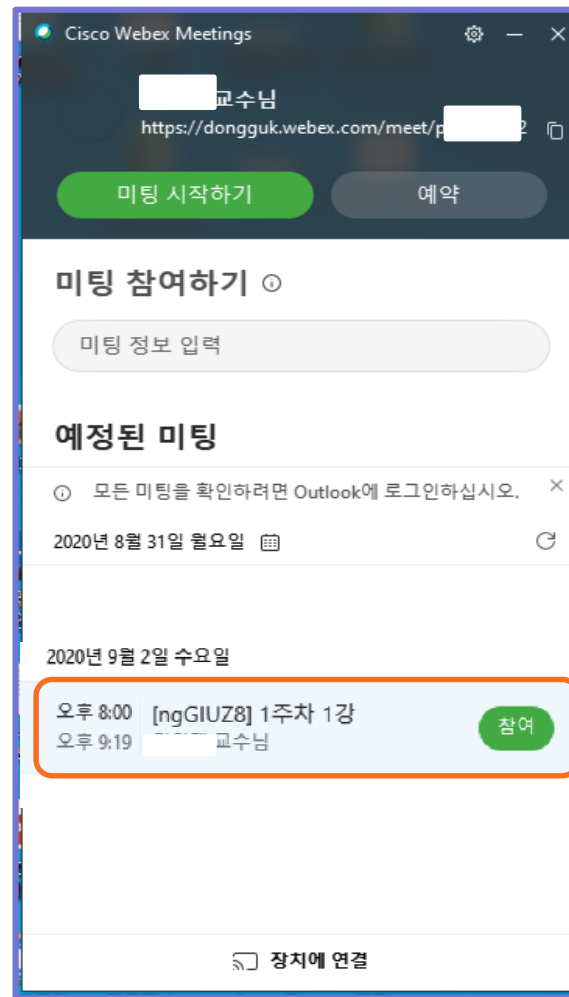 Cisco Webex Meetings
교수님
https://dongguk.webex.com/meet/p 2
미팅 시작하기
예약
미팅 참여하기
미팅 정보 입력
예정된 미팅
모든 미팅을 확인하려면 Outlook에 로그인하십시오.
2020년 8월 31일 월요일
2020년 9월 2일 수요일
오후 8:00 [ngGIUZ8] 1주차 1강
오후 9:19 교수님
참여
장치에 연결